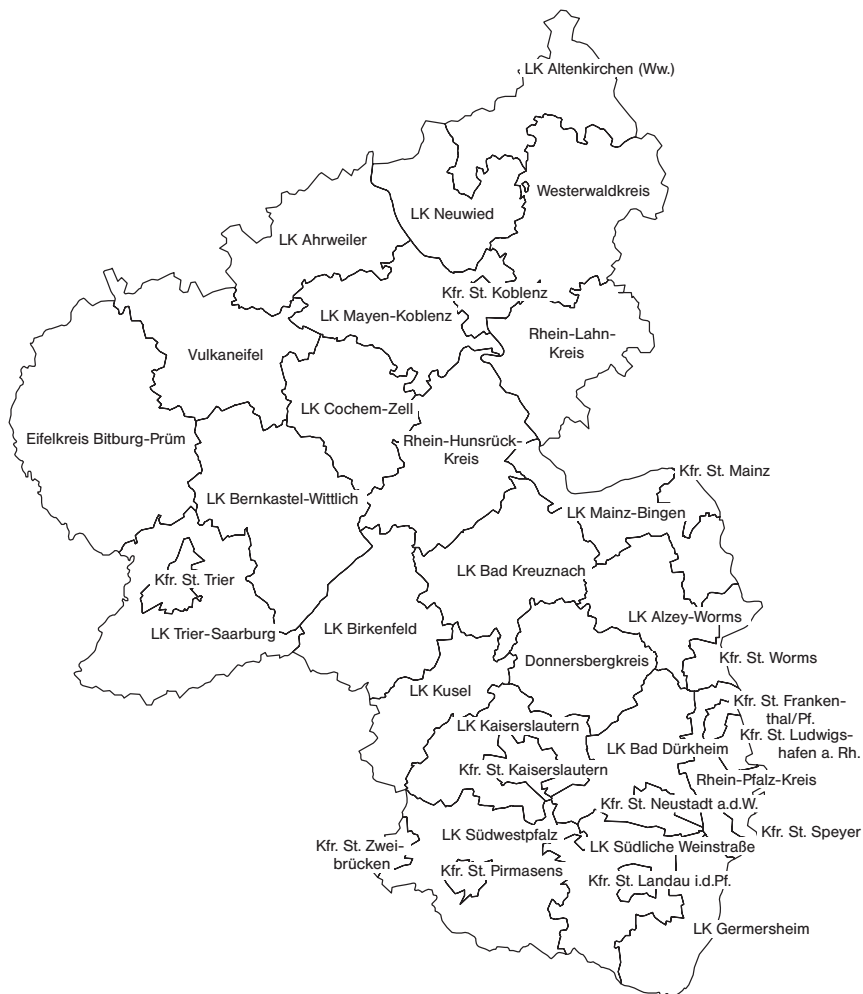 LK Altenkirchen (Ww.)
Westerwaldkreis
LK Neuwied
LK Ahrweiler
Kfr. St. Koblenz
LK Mayen-Koblenz
Rhein-Lahn-
Kreis
Vulkaneifel
LK Cochem-Zell
Eifelkreis Bitburg-Prüm
Rhein-Hunsrück-
Kreis
Kfr. St. Mainz
LK Bernkastel-Wittlich
LK Mainz-Bingen
LK Bad Kreuznach
Kfr. St. Trier
LK Alzey-Worms
LK Birkenfeld
LK Trier-Saarburg
Kfr. St. Worms
Donnersbergkreis
LK Kusel
Kfr. St. Franken-
thal/Pf.
LK Kaiserslautern
Kfr. St. Ludwigs-
hafen a. Rh.
LK Bad Dürkheim
Kfr. St. Kaiserslautern
Rhein-Pfalz-Kreis
Kfr. St. Neustadt a.d.W.
Kfr. St. Speyer
LK Südwestpfalz
Kfr. St. Zwei-
brücken
LK Südliche Weinstraße
Kfr. St. Pirmasens
Kfr. St. Landau i.d.Pf.
LK Germersheim